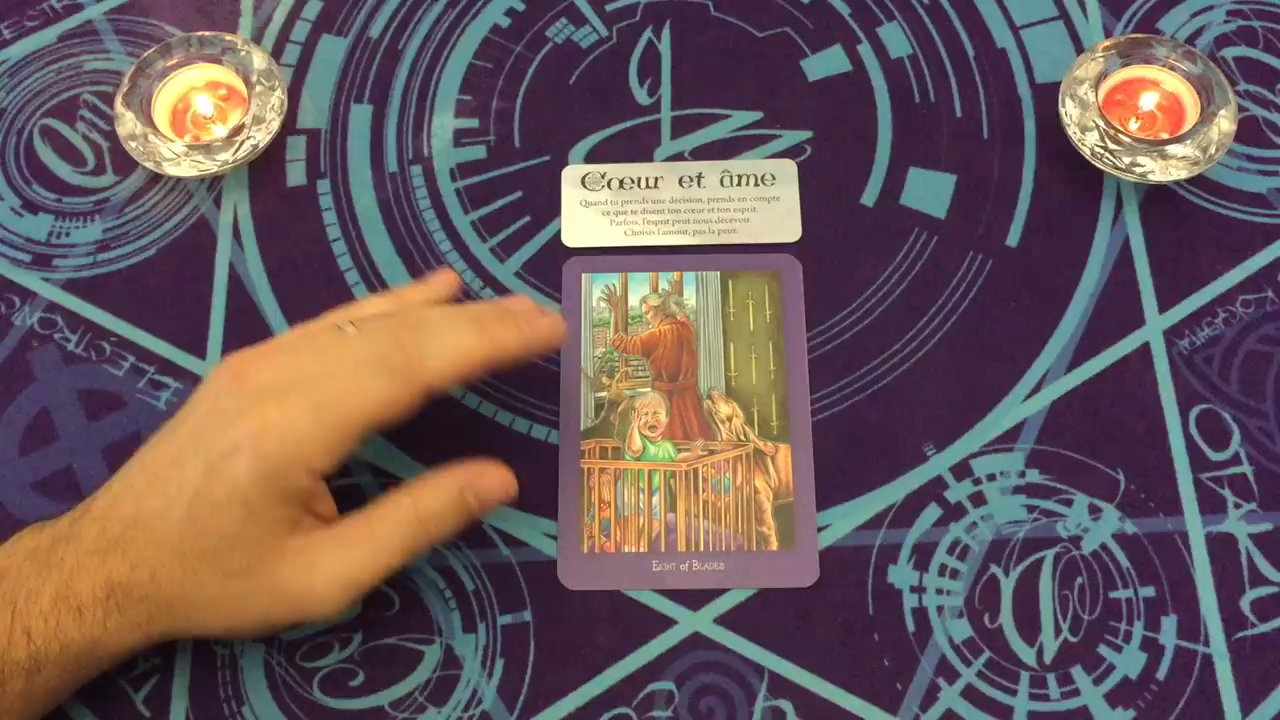 Cœur et âme
Quand tu prends une décision, prends en compte
ce que te disent ton cœur et ton esprit.
Parfois, l'esprit peut nous décevoir.
Choisis l'amour, pas la peur.
Eight of Blades
ELECTRONIC